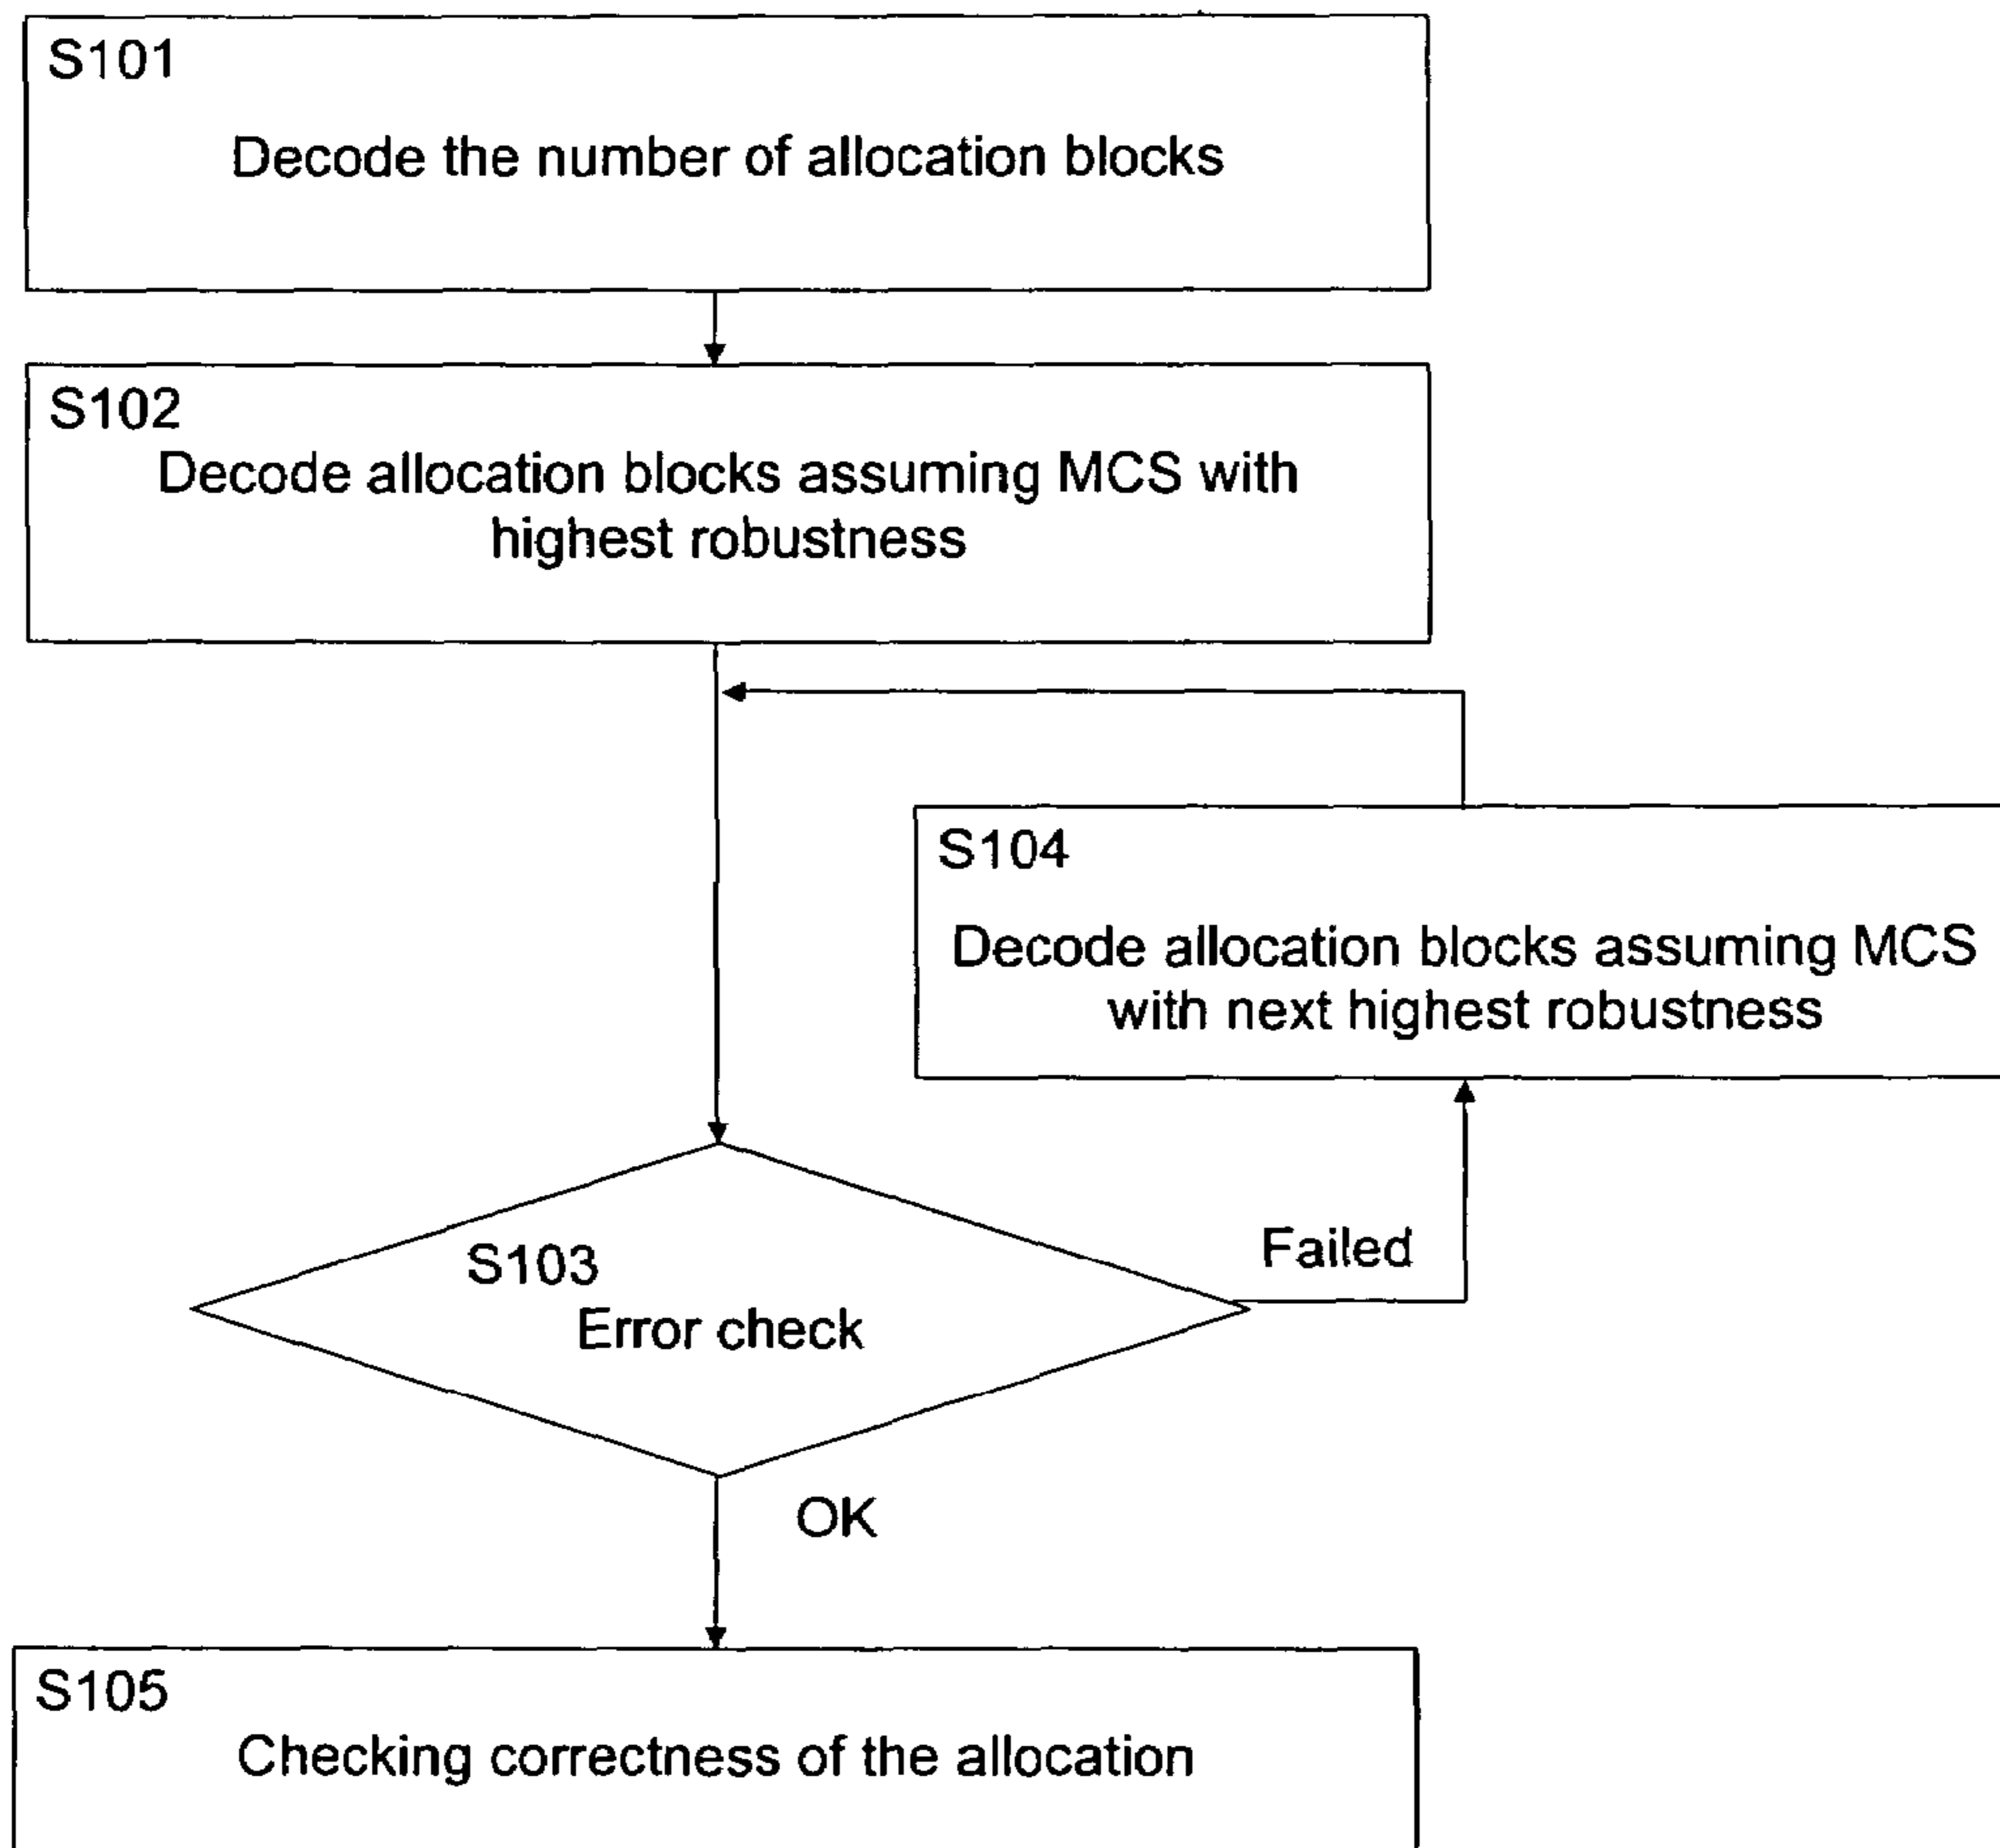 S101
Decode the number of allocation blocks
S102
Decode allocation blocks assuming MCS with
highest robustness
S104
Decode allocation blocks assuming MCS
with next highest robustness
S103
Error check
Failed
OK
S105
Checking correctness of the allocation